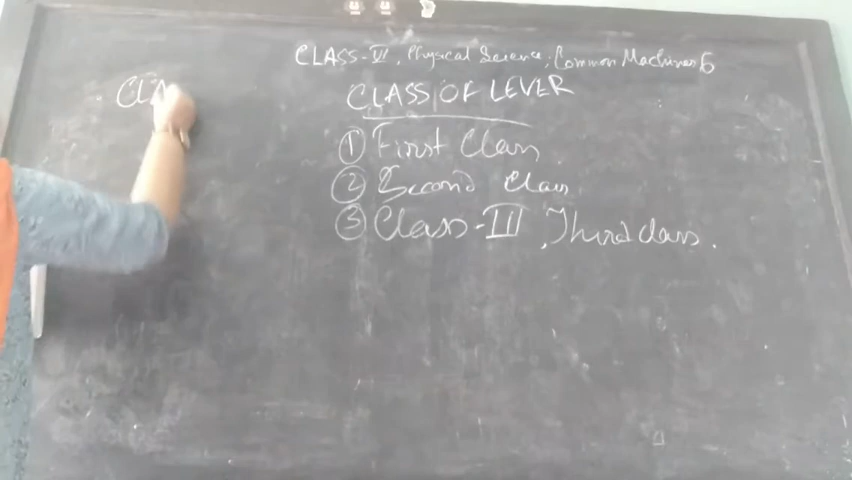 CLASS-VI, Physical Science, Common Machines 6
CLA
CLASS OF LEVER
① First Class
② Second Class
③ Class-III, Third class.